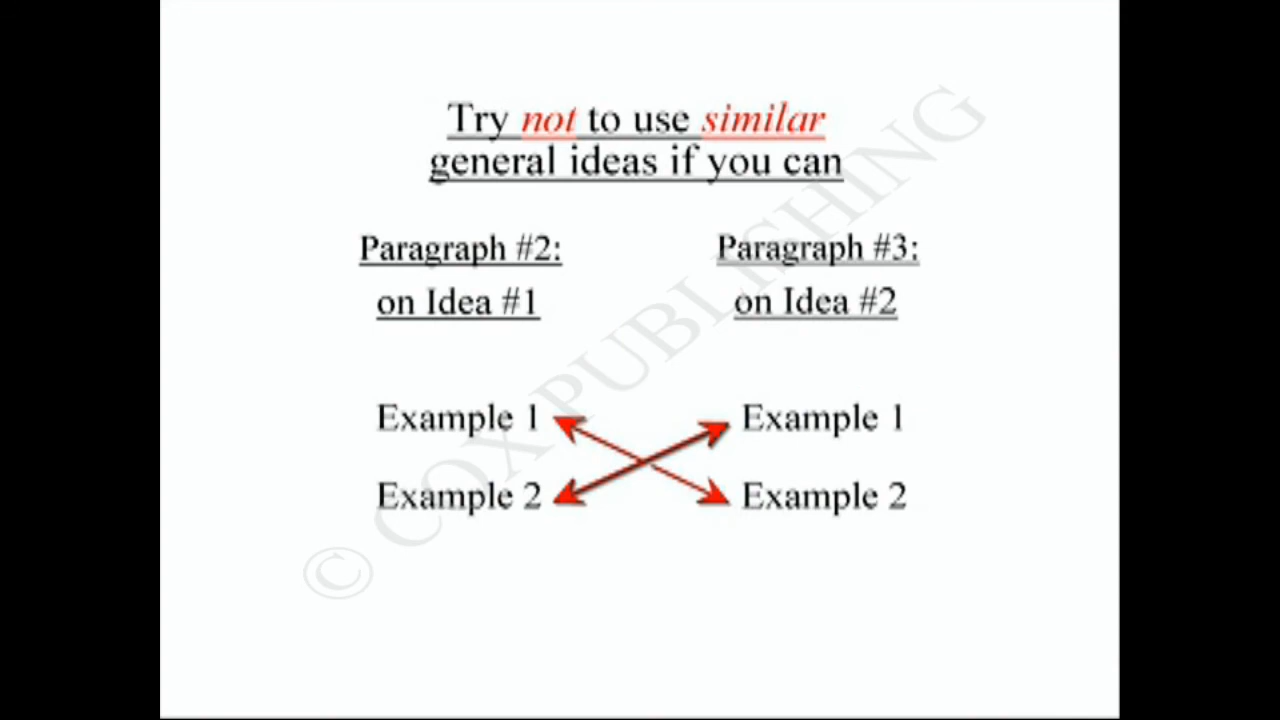 Try not to use similar
general ideas if you can
Paragraph #2:
on Idea #1
Paragraph #3:
on Idea #2
Example 1
Example 2
Example 1
Example 2
© COX PUBLISHING